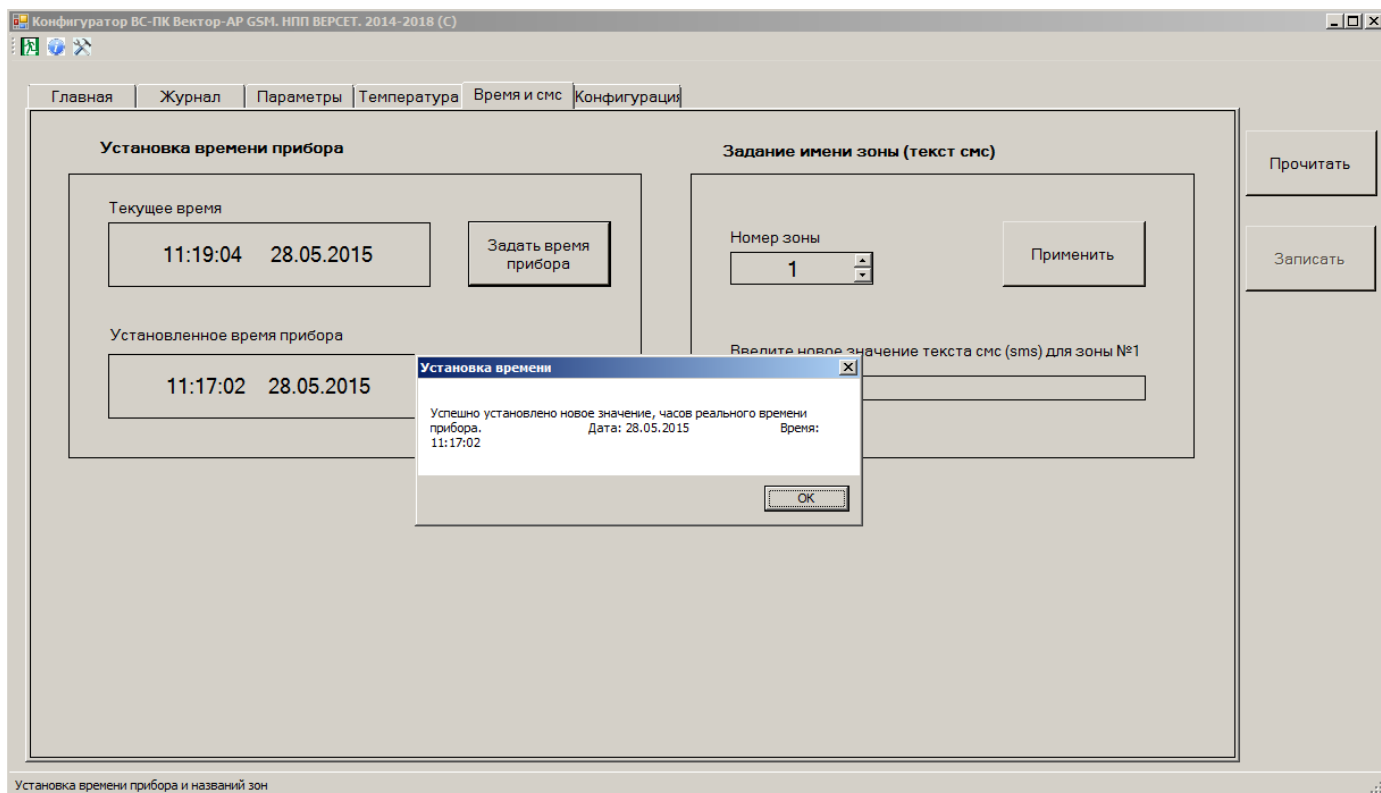 Конфигуратор ВС-ПК Вектор-АР GSM. НПП ВЕРСЕТ. 2014-2018 (C)
Главная Журнал Параметры Температура Время и смс Конфигурация
Установка времени прибора
Задание имени зоны (текст смс)
Прочитать
Текущее время
11:19:04 28.05.2015
Задать время
прибора
Номер зоны
1
Применить
Записать
Установленное время прибора
11:17:02 28.05.2015
Введите новое значение текста смс (sms) для зоны №1
Установка времени
Успешно установлено новое значение, часов реального времени
прибора. Дата: 28.05.2015 Время:
11:17:02
OK
Установка времени прибора и названий зон